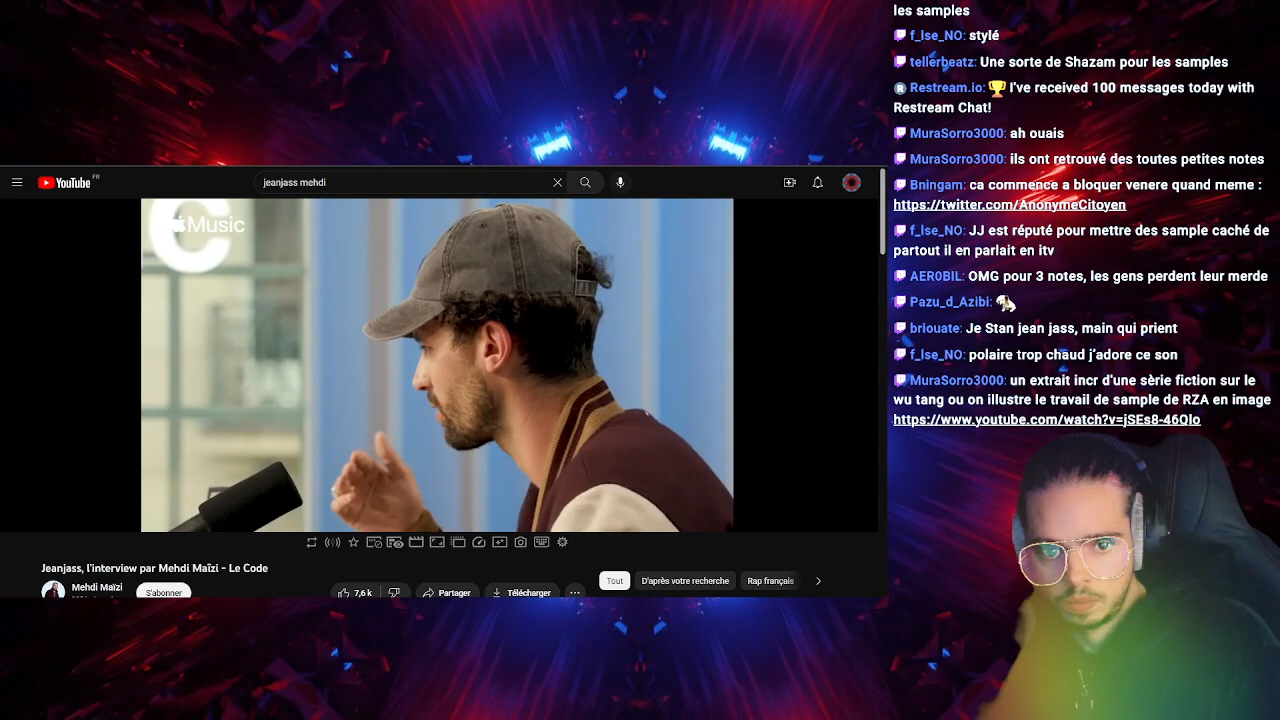 les samples
f_lse_NO: stylé
tellerbeatz: Une sorte de Shazam pour les samples
Restream.io: 🏆 I've received 100 messages today with
Restream Chat!
MuraSorro3000: ah ouais
MuraSorro3000: ils ont retrouvé des toutes petites notes
Bningam: ca commence a bloquer venere quand meme :
https://twitter.com/AnonymeCitoyen
f_lse_NO: JJ est réputé pour mettre des sample caché de
partout il en parlait en itv
AER0BIL: OMG pour 3 notes, les gens perdent leur merde
Pazu_d_Azibi:
briouate: Je Stan jean jass, main qui prient
f_lse_NO: polaire trop chaud j'adore ce son
MuraSorro3000: un extrait incr d'une sèrie fiction sur le
wu tang ou on illustre le travail de sample de RZA en image
https://www.youtube.com/watch?v=jSEs8-46Qlo
YouTube FR
jeanjass mehdi
Music
Jeanjass, l'interview par Mehdi Maïzi - Le Code
Mehdi Maïzi
S'abonner
7,6 k
Partager
Télécharger
Tout
D'après votre recherche
Rap français